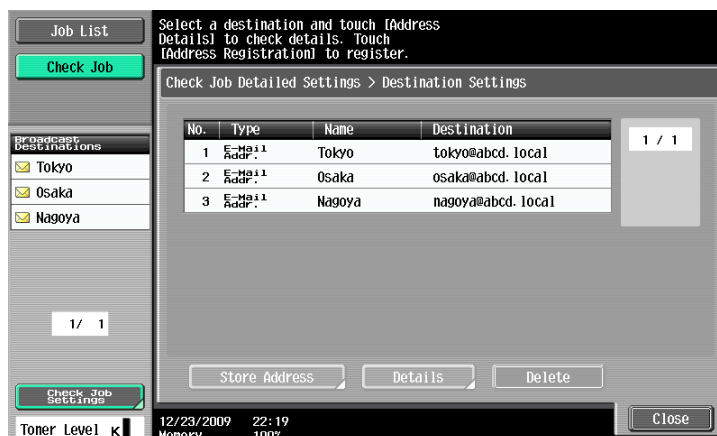 Job List
Check Job
Select a destination and touch [Address
Details] to check details. Touch
[Address Registration] to register.
Check Job Detailed Settings > Destination Settings
Broadcast
Destinations
Tokyo
Osaka
Nagoya
1/ 1
Check Job
Settings
Toner Level K
No. Type Name Destination
1 E-Mail Addr. Tokyo tokyo@abcd.local
2 E-Mail Addr. Osaka osaka@abcd.local
3 E-Mail Addr. Nagoya nagoya@abcd.local
1 / 1
Store Address
Details
Delete
12/23/2009 22:19
Memory 100%
Close